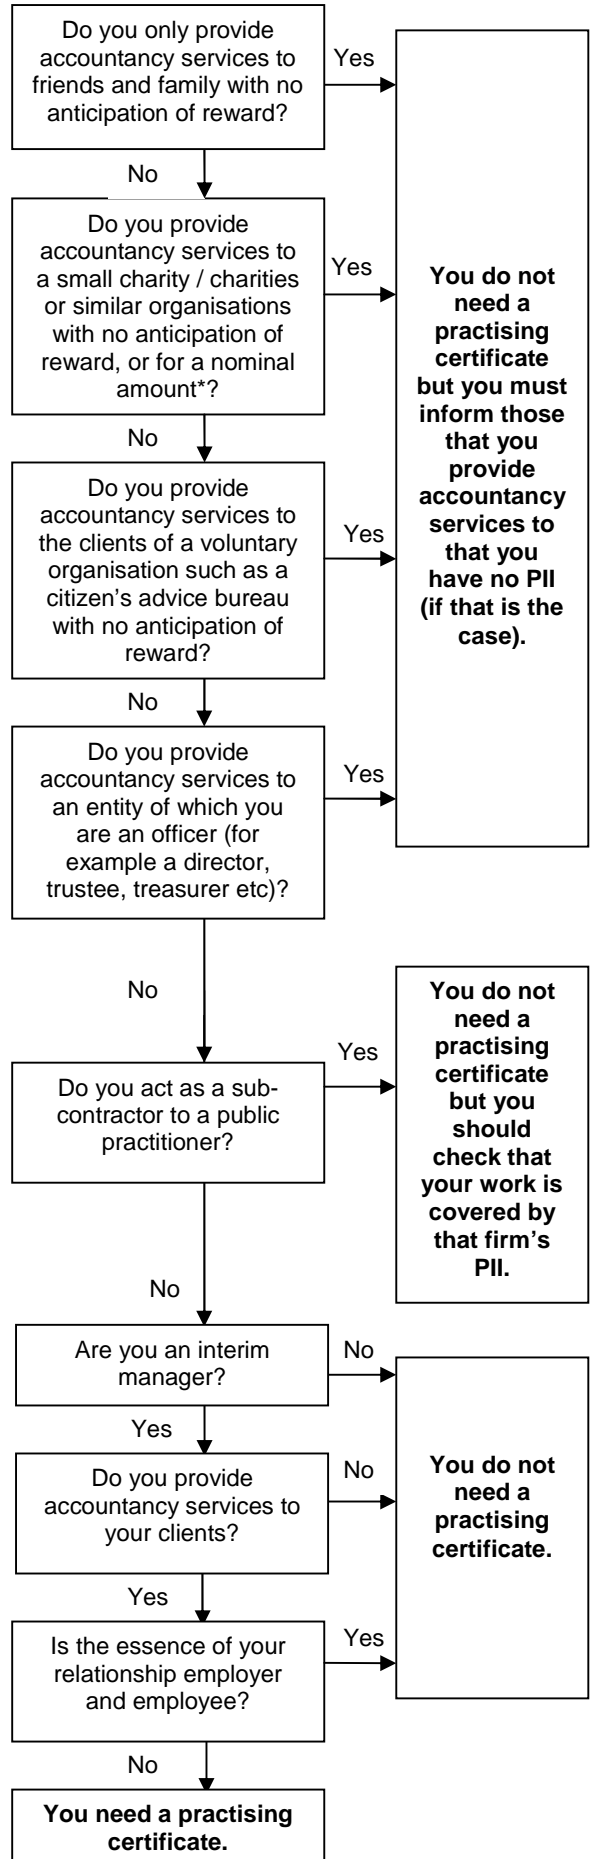 Do you only provide
accountancy services to
friends and family with no
anticipation of reward?
Yes
No
Do you provide
accountancy services to
a small charity / charities
or similar organisations
with no anticipation of
reward, or for a nominal
amount*?
Yes
No
Do you provide
accountancy services to
the clients of a voluntary
organisation such as a
citizen's advice bureau
with no anticipation of
reward?
Yes
No
Do you provide
accountancy services to
an entity of which you
are an officer (for
example a director,
trustee, treasurer etc)?
Yes
You do not
need a
practising
certificate
but you must
inform those
that you
provide
accountancy
services to
that you
have no PII
(if that is the
case).
No
Do you act as a sub-
contractor to a public
practitioner?
Yes
You do not
need a
practising
certificate
but you
should
check that
your work is
covered by
that firm's
PII.
No
Are you an interim
manager?
No
Yes
Do you provide
accountancy services to
your clients?
No
Yes
Is the essence of your
relationship employer
and employee?
Yes
You do not
need a
practising
certificate.
No
You need a practising
certificate.